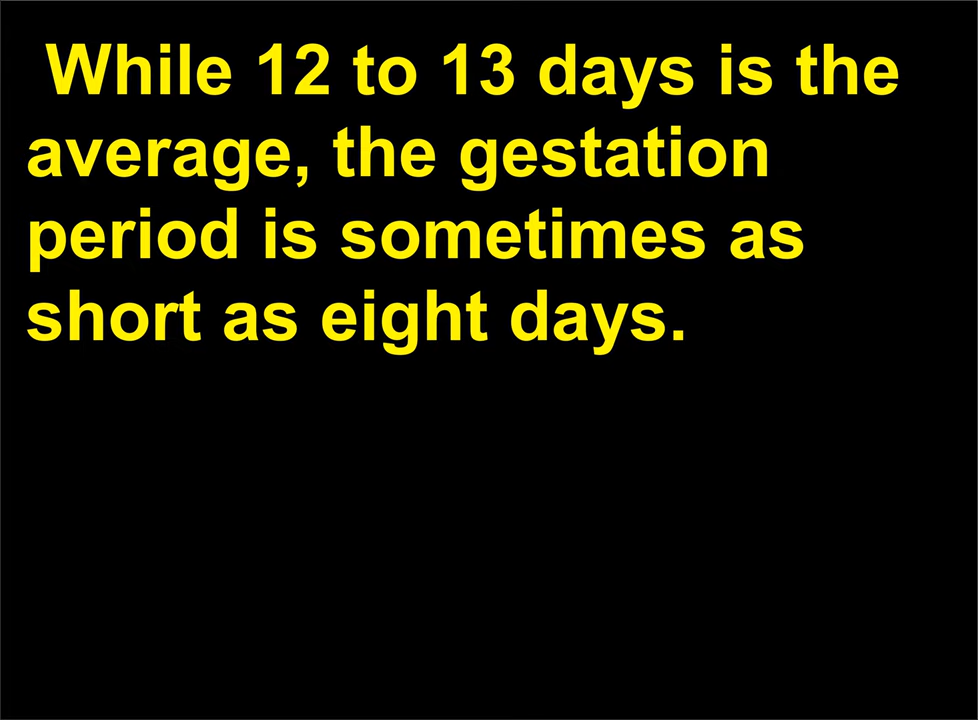 While 12 to 13 days is the
average, the gestation
period is sometimes as
short as eight days.